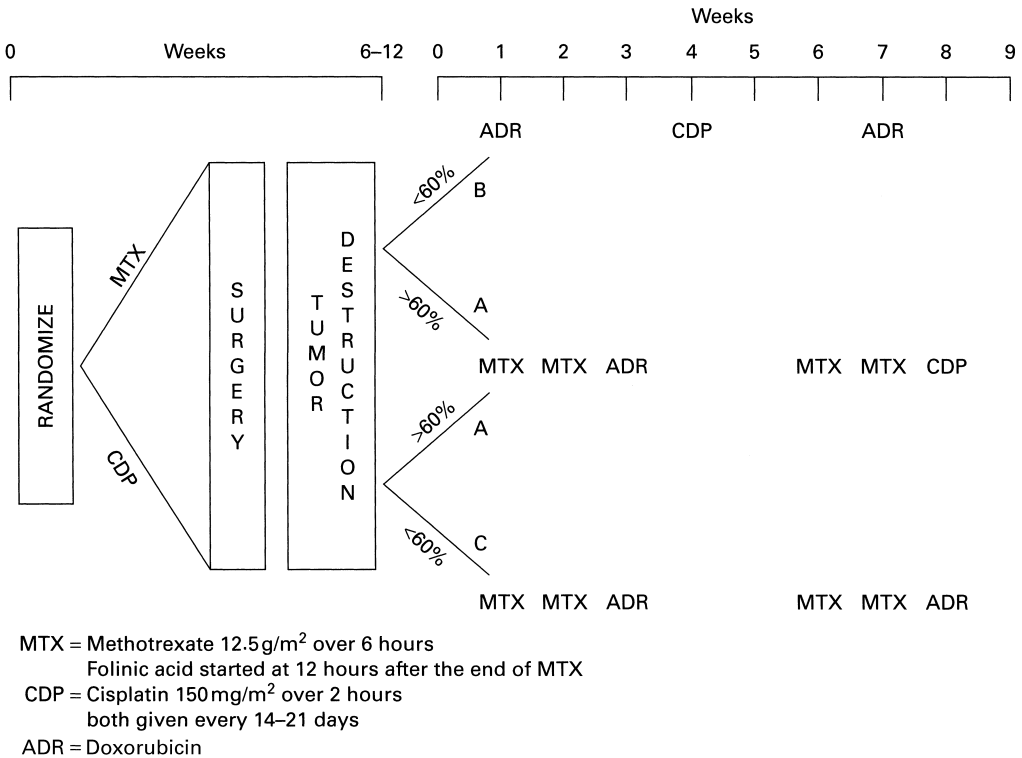 Weeks
0 Weeks 6–12 0 1 2 3 4 5 6 7 8 9
ADR CDP ADR
<60%
B
MTX
RANDOMIZE
SURGERY
TUMOR
DESTRUCTION
>60%
A
MTX MTX ADR MTX MTX CDP
>60%
A
CDP
<60%
C
MTX MTX ADR MTX MTX ADR
MTX = Methotrexate 12.5 g/m² over 6 hours
Folinic acid started at 12 hours after the end of MTX
CDP = Cisplatin 150 mg/m² over 2 hours
both given every 14–21 days
ADR = Doxorubicin